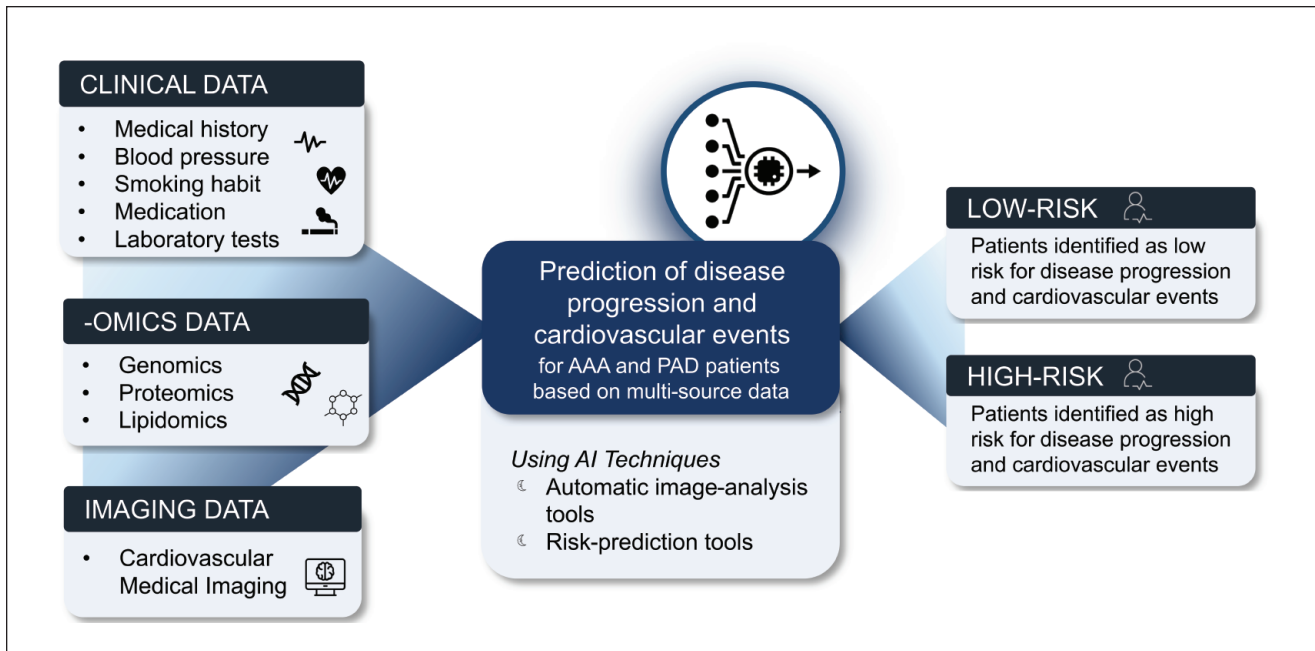 CLINICAL DATA
• Medical history
• Blood pressure
• Smoking habit
• Medication
• Laboratory tests
-OMICS DATA
• Genomics
• Proteomics
• Lipidomics
IMAGING DATA
• Cardiovascular
Medical Imaging
Prediction of disease
progression and
cardiovascular events
for AAA and PAD patients
based on multi-source data
Using AI Techniques
☾ Automatic image-analysis
tools
☾ Risk-prediction tools
LOW-RISK
Patients identified as low
risk for disease progression
and cardiovascular events
HIGH-RISK
Patients identified as high
risk for disease progression
and cardiovascular events